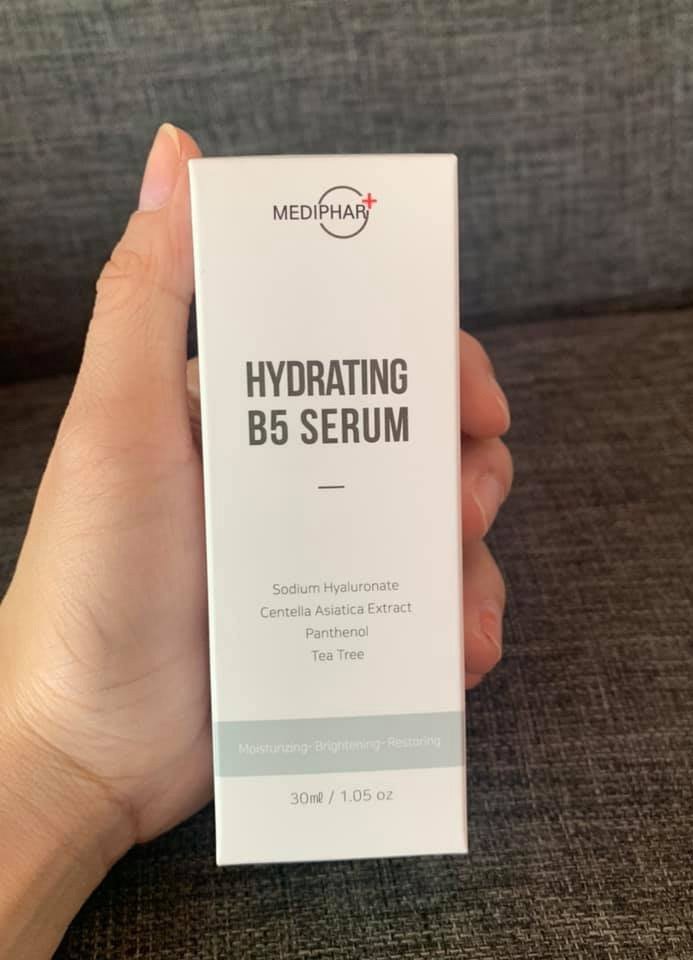 MEDIPHAR+
HYDRATING
B5 SERUM
Sodium Hyaluronate
Centella Asiatica Extract
Panthenol
Tea Tree
Moisturizing- Brightening- Restoring
30㎖ / 1.05 oz